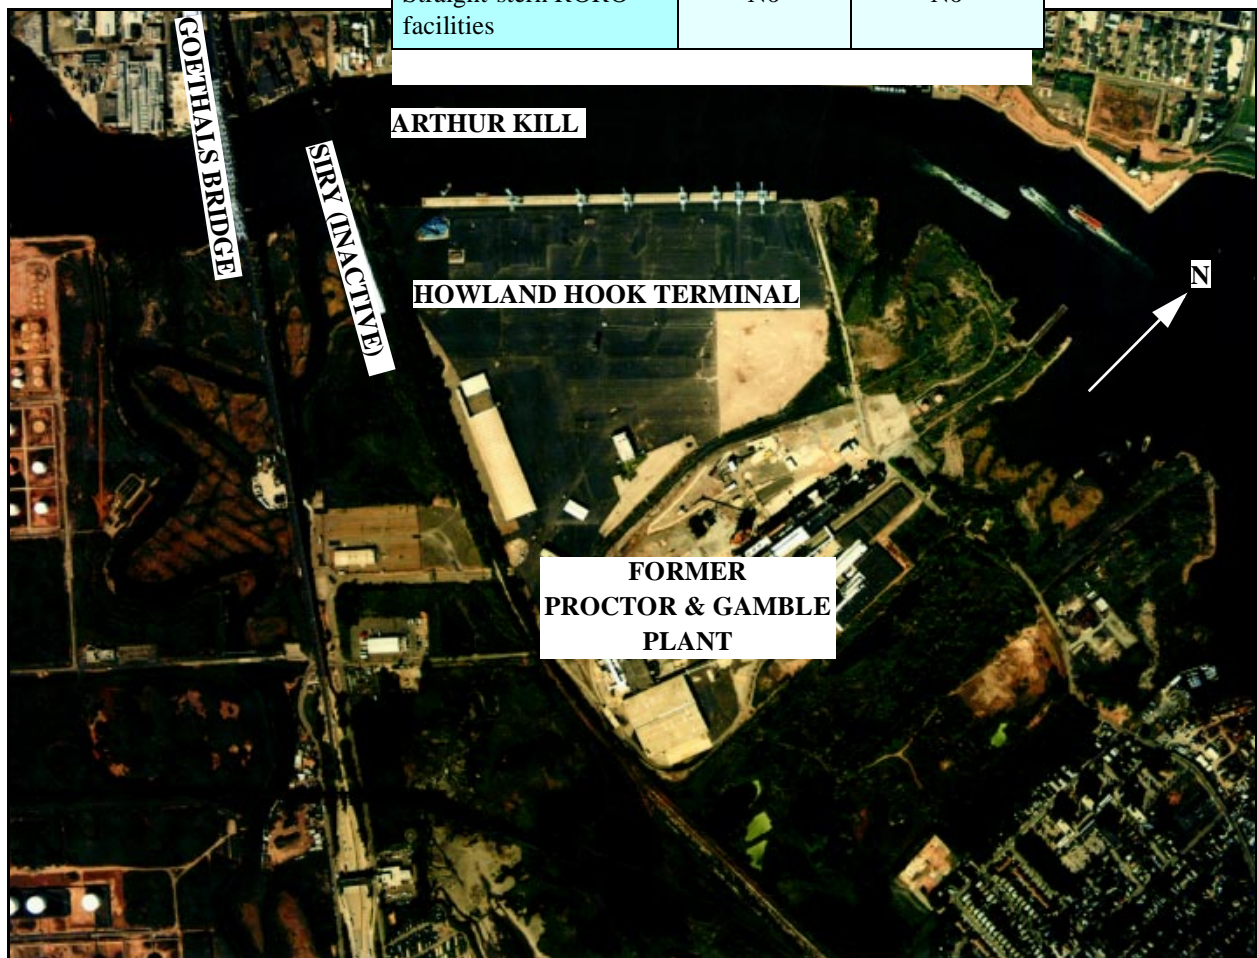 facilities
GOETHALS BRIDGE
ARTHUR KILL
SIRY (INACTIVE)
HOWLAND HOOK TERMINAL
N
FORMER
PROCTOR & GAMBLE
PLANT